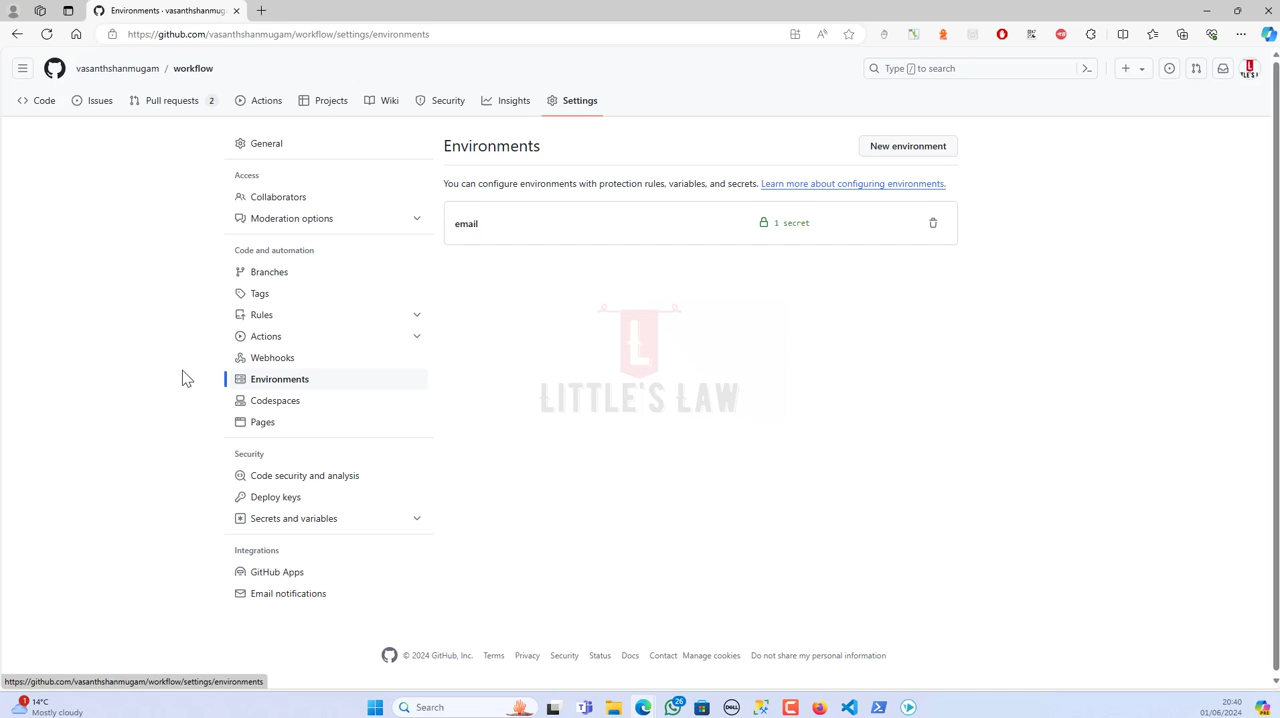 Environments · vasanthshanmug
https://github.com/vasanthshanmugam/workflow/settings/environments
vasanthshanmugam / workflow
Type / to search
Code
Issues
Pull requests 2
Actions
Projects
Wiki
Security
Insights
Settings
General
Access
Collaborators
Moderation options
Code and automation
Branches
Tags
Rules
Actions
Webhooks
Environments
Codespaces
Pages
Security
Code security and analysis
Deploy keys
Secrets and variables
Integrations
GitHub Apps
Email notifications
Environments
New environment
You can configure environments with protection rules, variables, and secrets. Learn more about configuring environments.
email
1 secret
L
LITTLE'S LAW
© 2024 GitHub, Inc.
Terms
Privacy
Security
Status
Docs
Contact
Manage cookies
Do not share my personal information
https://github.com/vasanthshanmugam/workflow/settings/environments
1
14°C
Mostly cloudy
Search
26
20:40
01/06/2024